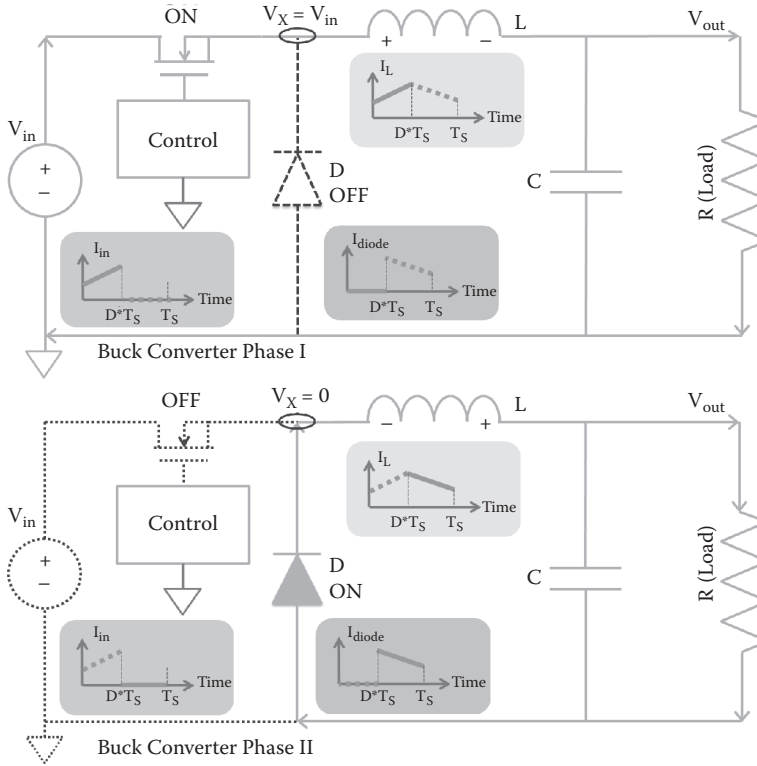 ON
V_X = V_in
L
V_out
+ −
I_L
Time
D*T_S T_S
V_in
+
−
Control
D
OFF
C
R (Load)
I_in
Time
D*T_S T_S
I_diode
Time
D*T_S T_S
Buck Converter Phase I
OFF
V_X = 0
L
V_out
− +
I_L
Time
D*T_S T_S
V_in
+
−
Control
D
ON
C
R (Load)
I_in
Time
D*T_S T_S
I_diode
Time
D*T_S T_S
Buck Converter Phase II